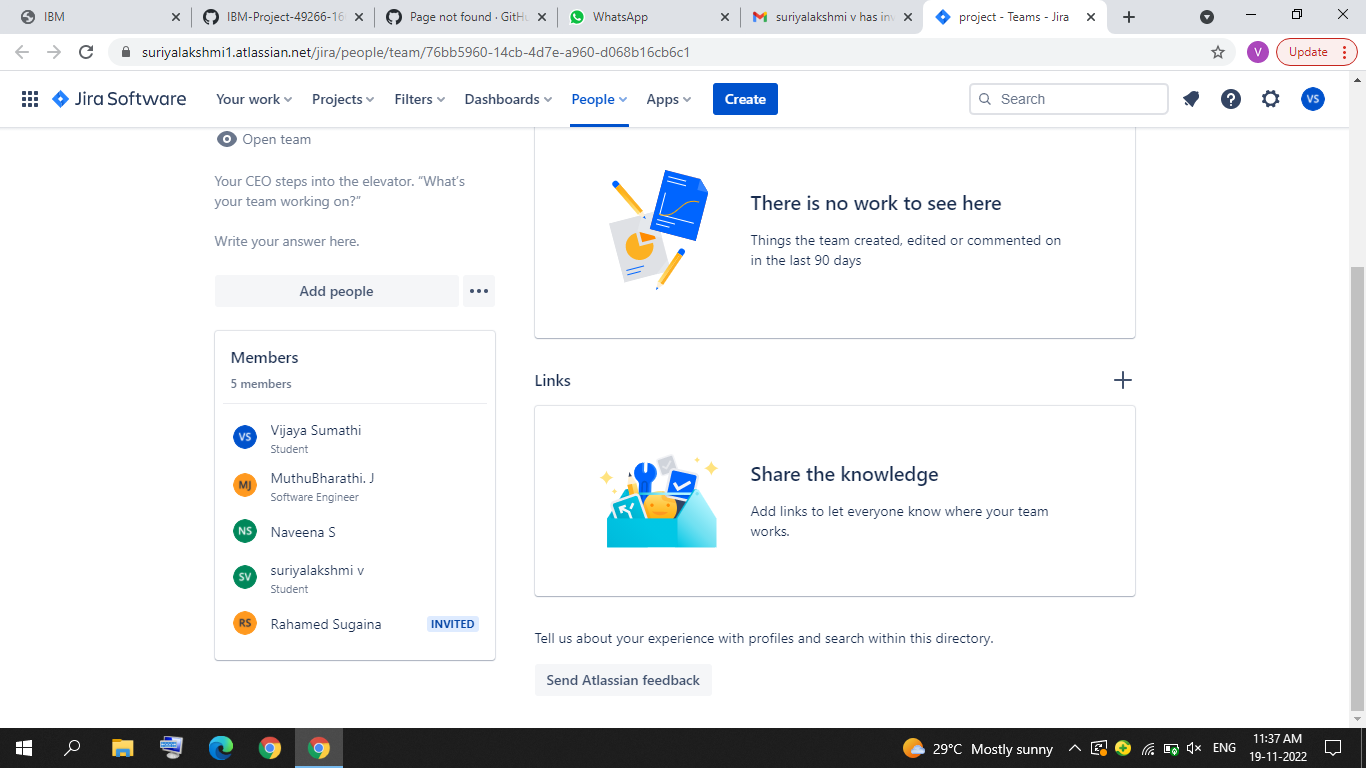 IBM
IBM-Project-49266-16
Page not found · GitH
WhatsApp
suriyalakshmi v has inv
project - Teams - Jira
suriyalakshmi1.atlassian.net/jira/people/team/76bb5960-14cb-4d7e-a960-d068b16cb6c1
V
Update
Jira Software
Your work
Projects
Filters
Dashboards
People
Apps
Create
Search
VS
Open team
Your CEO steps into the elevator. “What’s
your team working on?”
Write your answer here.
Add people
Members
5 members
VS
Vijaya Sumathi
Student
MJ
MuthuBharathi. J
Software Engineer
NS
Naveena S
SV
suriyalakshmi v
Student
RS
Rahamed Sugaina
INVITED
There is no work to see here
Things the team created, edited or commented on
in the last 90 days
Links
Share the knowledge
Add links to let everyone know where your team
works.
Tell us about your experience with profiles and search within this directory.
Send Atlassian feedback
29°C Mostly sunny
ENG
11:37 AM
19-11-2022